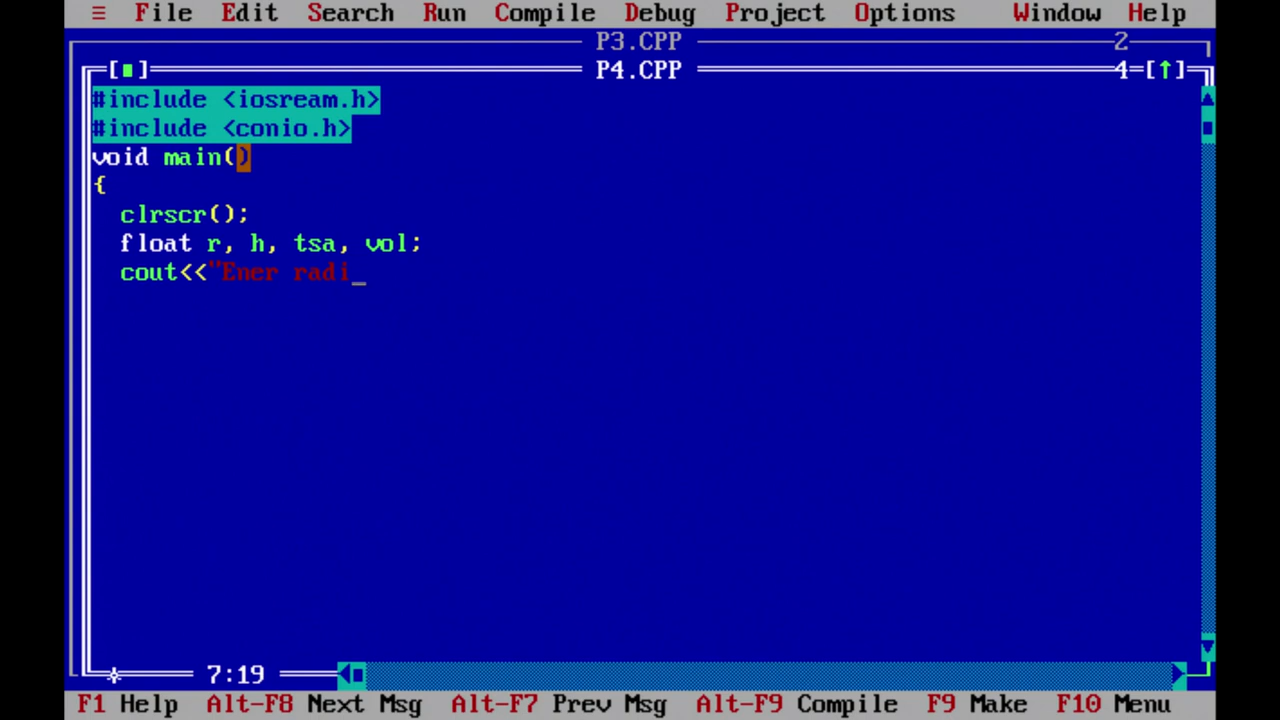 ≡ File Edit Search Run Compile Debug Project Options Window Help
P3.CPP 2
[■] P4.CPP 4=[↑]
#include <iosream.h>
#include <conio.h>
void main()
{
  clrscr();
  float r, h, tsa, vol;
  cout<<"Ener radi_
7:19
F1 Help Alt-F8 Next Msg Alt-F7 Prev Msg Alt-F9 Compile F9 Make F10 Menu